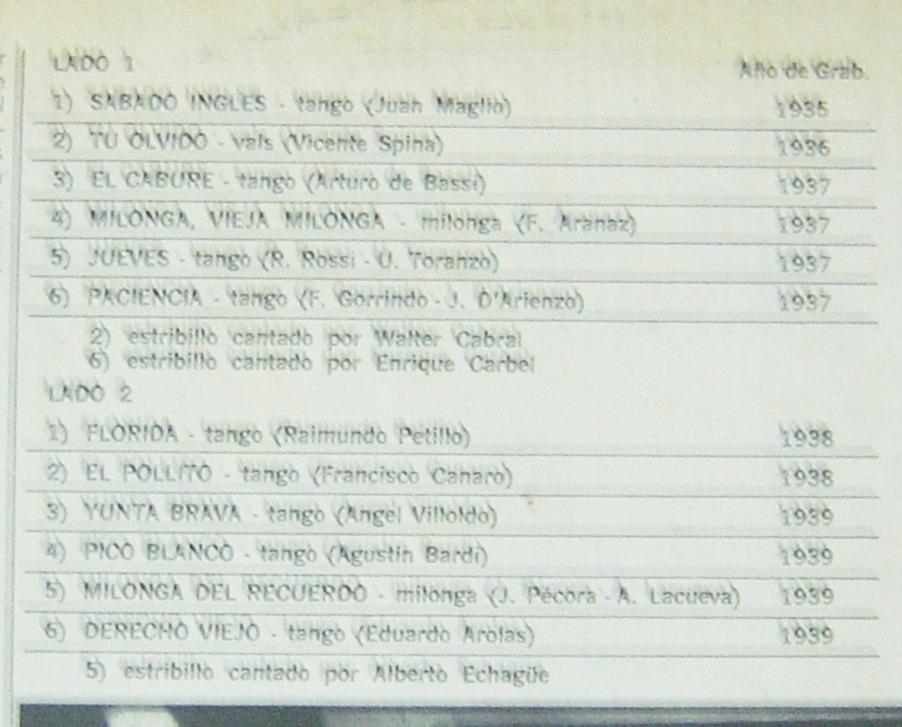 LADO 1 Año de Grab.
1) SABADO INGLES - tango (Juan Maglio) 1935
2) TU OLVIDO - vals (Vicente Spina) 1936
3) EL CABURE - tango (Arturo de Bassi) 1937
4) MILONGA, VIEJA MILONGA - milonga (F. Aranaz) 1937
5) JUEVES - tango (R. Rossi - U. Toranzo) 1937
6) PACIENCIA - tango (F. Gorrindo - J. D'Arienzo) 1937
2) estribillo cantado por Walter Cabral
6) estribillo cantado por Enrique Carbel
LADO 2
1) FLORIDA - tango (Raimundo Petillo) 1938
2) EL POLLITO - tango (Francisco Canaro) 1938
3) YUNTA BRAVA - tango (Angel Villoldo) 1939
4) PICO BLANCO - tango (Agustin Bardi) 1939
5) MILONGA DEL RECUERDO - milonga (J. Pécora - A. Lacueva) 1939
6) DERECHO VIEJO - tango (Eduardo Arolas) 1939
5) estribillo cantado por Alberto Echagüe